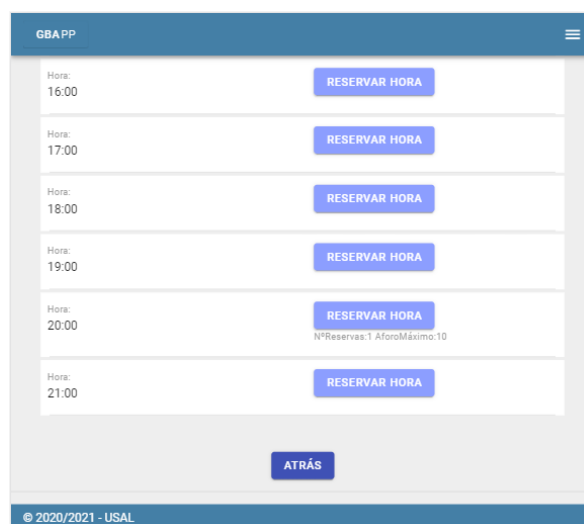 GBAPP
Hora:
16:00
RESERVAR HORA
Hora:
17:00
RESERVAR HORA
Hora:
18:00
RESERVAR HORA
Hora:
19:00
RESERVAR HORA
Hora:
20:00
RESERVAR HORA
NºReservas:1 AforoMáximo:10
Hora:
21:00
RESERVAR HORA
ATRÁS
© 2020/2021 - USAL